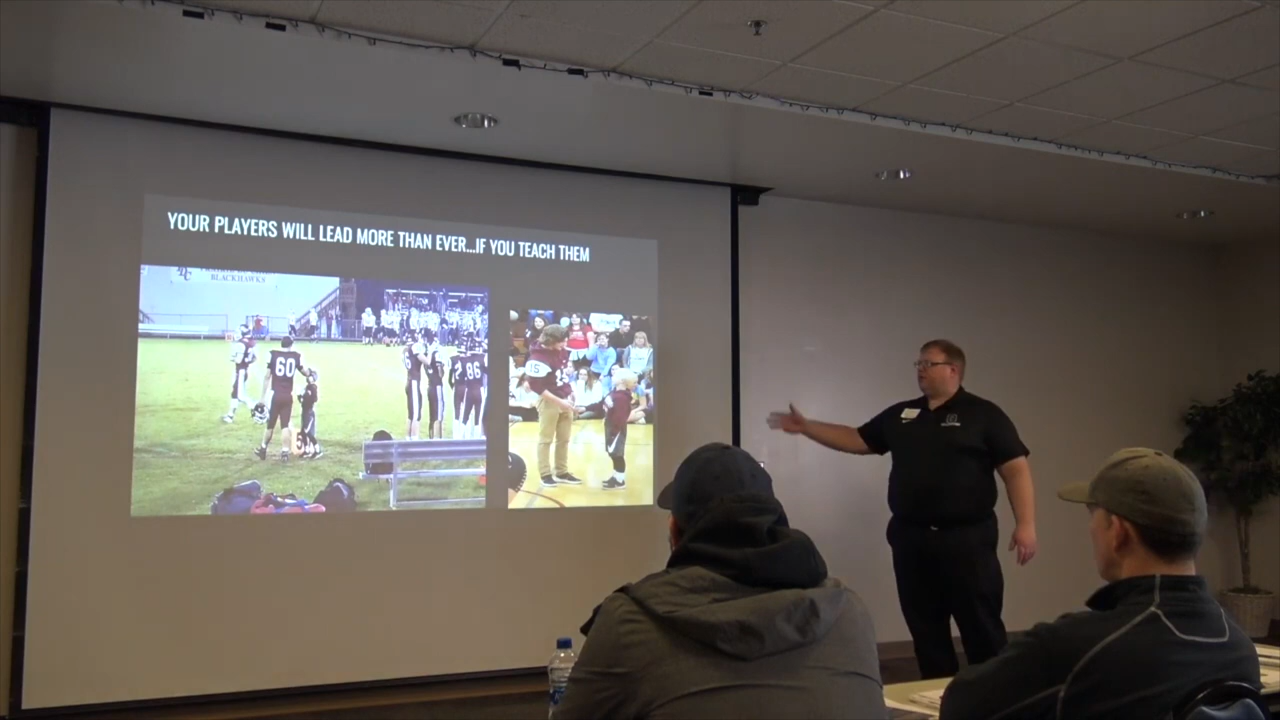 YOUR PLAYERS WILL LEAD MORE THAN EVER...IF YOU TEACH THEM
BLACKHAWKS
60
86
15